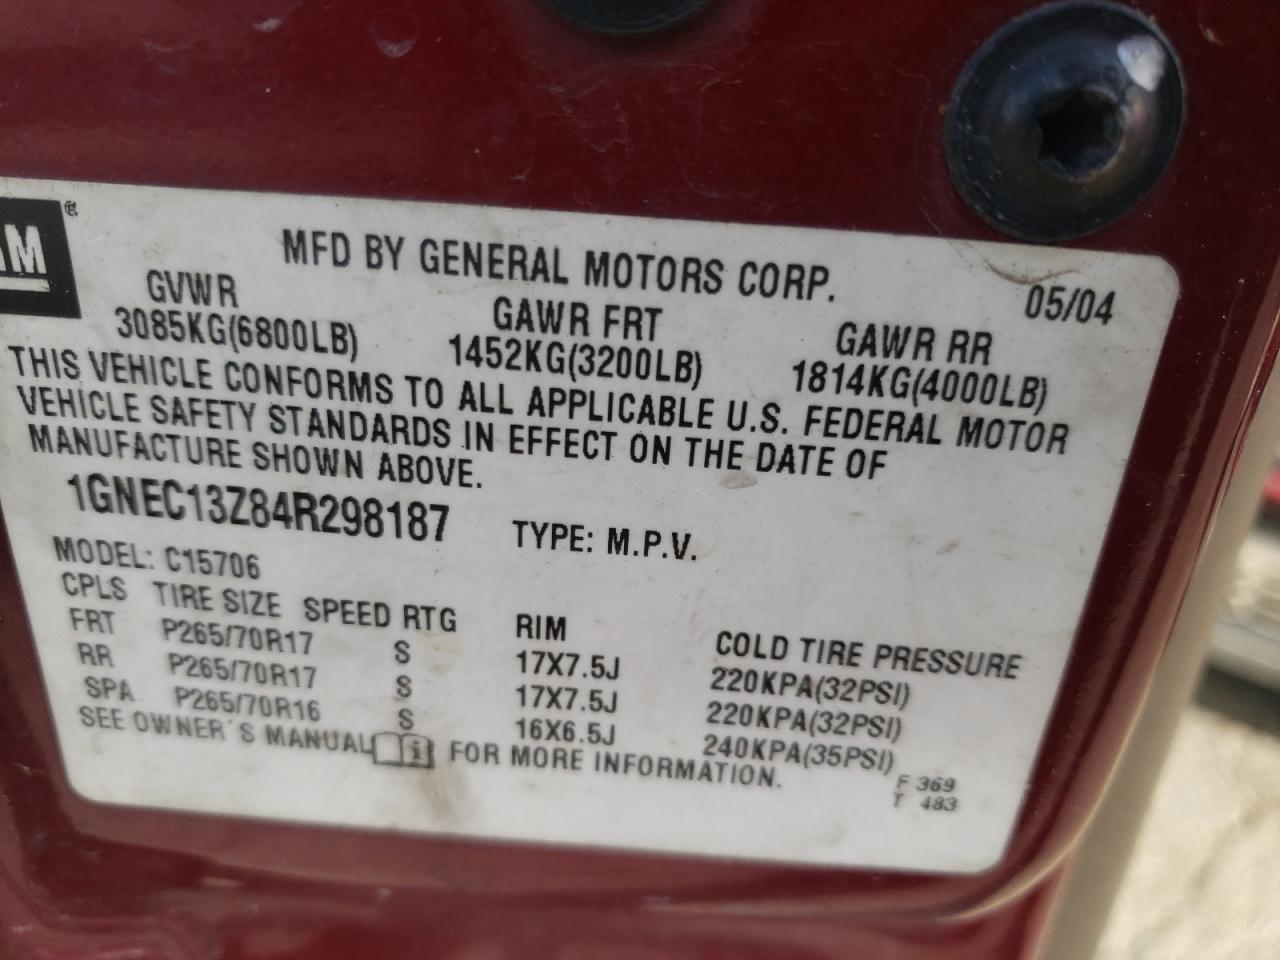 GM®
MFD BY GENERAL MOTORS CORP.
05/04
GVWR GAWR FRT GAWR RR
3085KG(6800LB) 1452KG(3200LB) 1814KG(4000LB)
THIS VEHICLE CONFORMS TO ALL APPLICABLE U.S. FEDERAL MOTOR
VEHICLE SAFETY STANDARDS IN EFFECT ON THE DATE OF
MANUFACTURE SHOWN ABOVE.
1GNEC13Z84R298187 TYPE: M.P.V.
MODEL: C15706
CPLS TIRE SIZE SPEED RTG RIM COLD TIRE PRESSURE
FRT P265/70R17 S 17X7.5J 220KPA(32PSI)
RR P265/70R17 S 17X7.5J 220KPA(32PSI)
SPA P265/70R16 S 16X6.5J 240KPA(35PSI)
SEE OWNER'S MANUAL i FOR MORE INFORMATION.
F 369
T 483